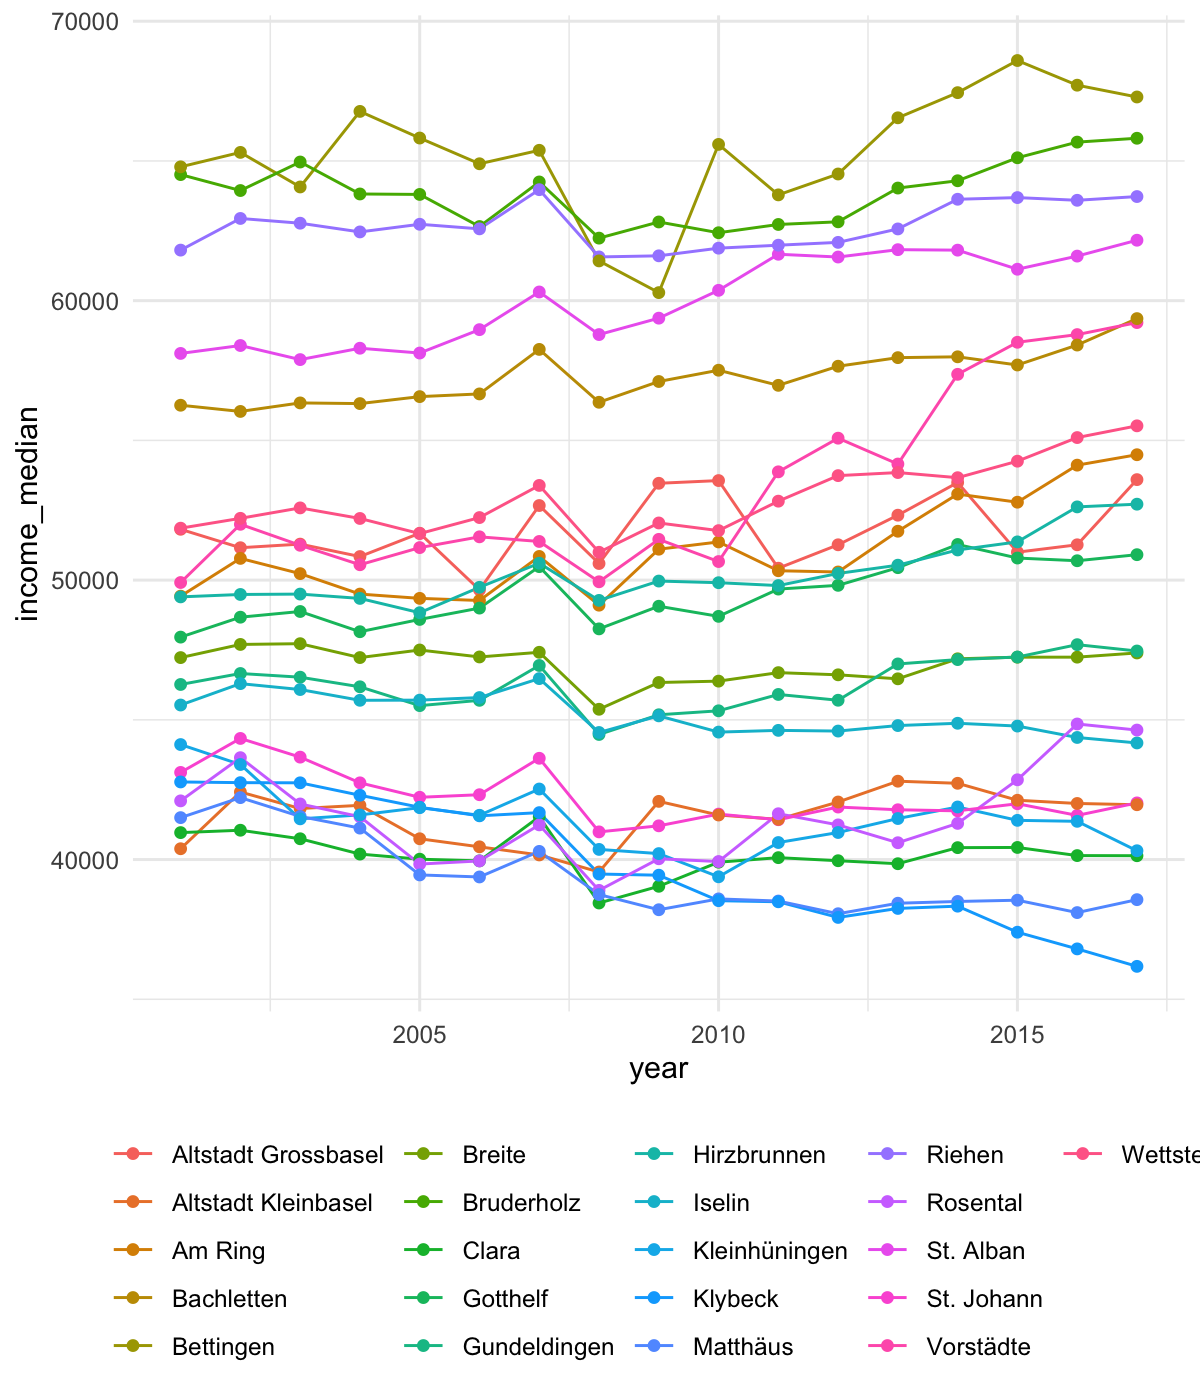 70000
60000
50000
40000
income_median
2005 2010 2015
year
Altstadt Grossbasel Breite Hirzbrunnen Riehen Wettste
Altstadt Kleinbasel Bruderholz Iselin Rosental
Am Ring Clara Kleinhüningen St. Alban
Bachletten Gotthelf Klybeck St. Johann
Bettingen Gundeldingen Matthäus Vorstädte